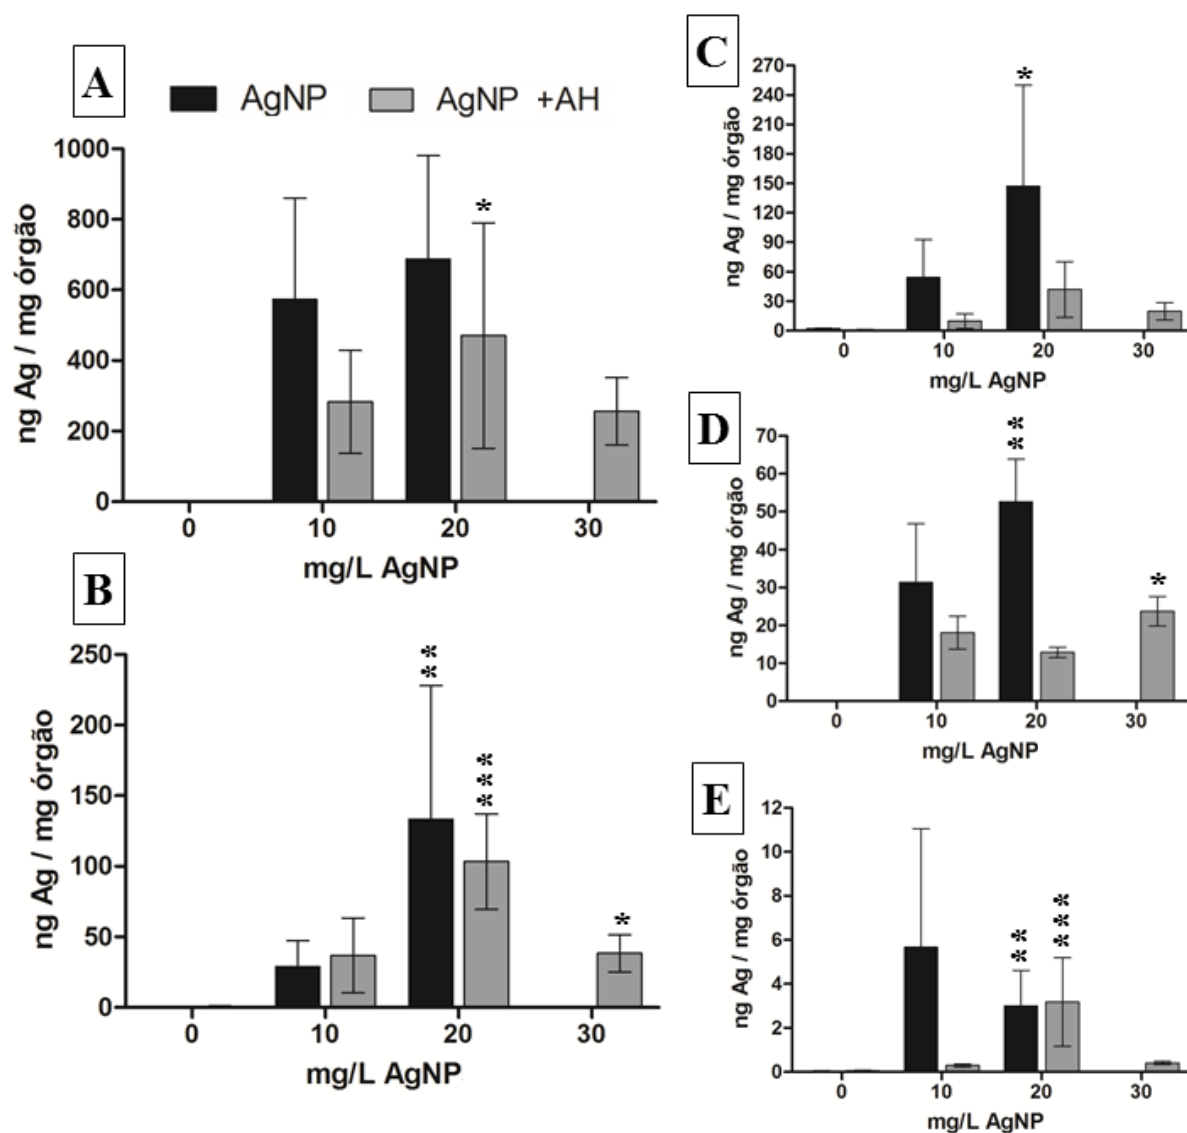 A
AgNP
AgNP +AH
ng Ag / mg órgão
1000
800
600
400
200
0
*
0 10 20 30
mg/L AgNP
B
ng Ag / mg órgão
250
200
150
100
50
0
**
***
*
0 10 20 30
mg/L AgNP
C
ng Ag / mg órgão
270
240
210
180
150
120
90
60
30
0
*
0 10 20 30
mg/L AgNP
D
ng Ag / mg órgão
70
60
50
40
30
20
10
0
**
*
0 10 20 30
mg/L AgNP
E
ng Ag / mg órgão
12
10
8
6
4
2
0
**
***
0 10 20 30
mg/L AgNP